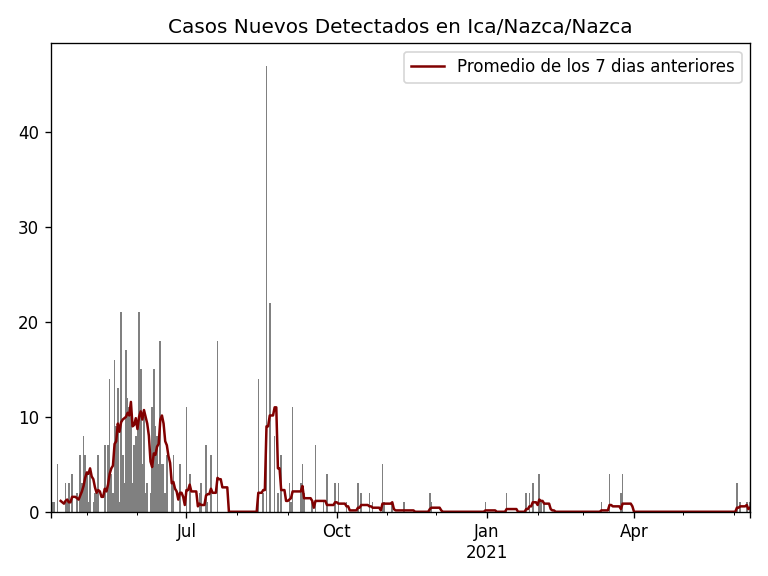 Casos Nuevos Detectados en Ica/Nazca/Nazca
Promedio de los 7 dias anteriores
40
30
20
10
0
Jul
Oct
Jan
2021
Apr